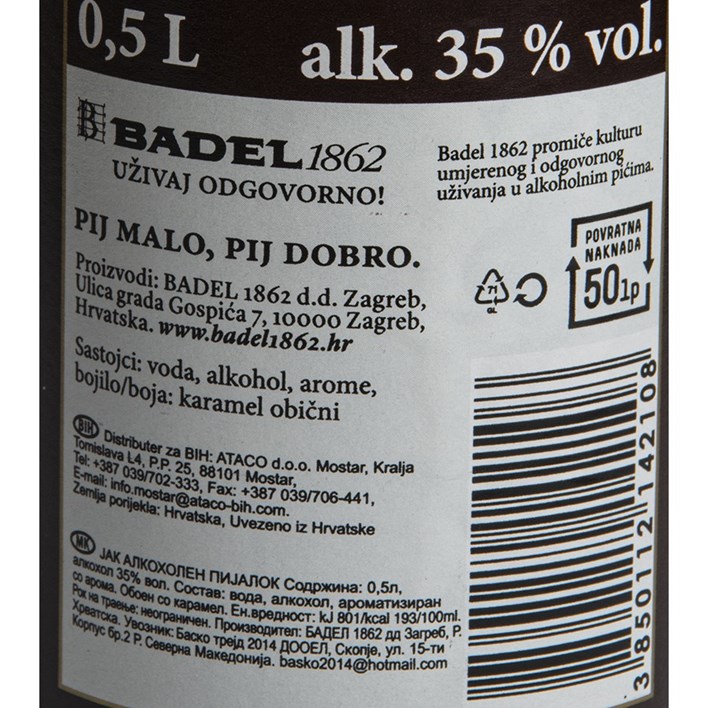 0,5 L
alk. 35 % vol.
B BADEL 1862
UŽIVAJ ODGOVORNO!
Badel 1862 promiče kulturu
umjerenog i odgovornog
uživanja u alkoholnim pićima.
PIJ MALO, PIJ DOBRO.
Proizvodi: BADEL 1862 d.d. Zagreb,
Ulica grada Gospića 7, 10000 Zagreb,
Hrvatska. www.badel1862.hr
71
GL
POVRATNA
NAKNADA
50lp
Sastojci: voda, alkohol, arome,
bojilo/boja: karamel obični
BIH Distributer za BIH: ATACO d.o.o. Mostar, Kralja
Tomislava L4, P.P. 25, 88101 Mostar,
Tel: +387 039/702-333, Fax: +387 039/706-441,
E-mail: info.mostar@ataco-bih.com.
Zemlja porijekla: Hrvatska, Uvezeno iz Hrvatske
MK ЈАК АЛКОХОЛЕН ПИЈАЛОК Содржина: 0,5л,
алкохол 35% вол. Состав: вода, алкохол, ароматизиран
со арома. Обоен со карамел. Ен.вредност: kJ 801/kcal 193/100ml.
Рок на траење: неограничен. Производител: БАДЕЛ 1862 дд Загреб, Р.
Хрватска. Увозник: Баско трејд 2014 ДООЕЛ, Скопје, ул. 15-ти
Корпус бр.2 Р. Северна Македонија. basko2014@hotmail.com
3 850112 142108